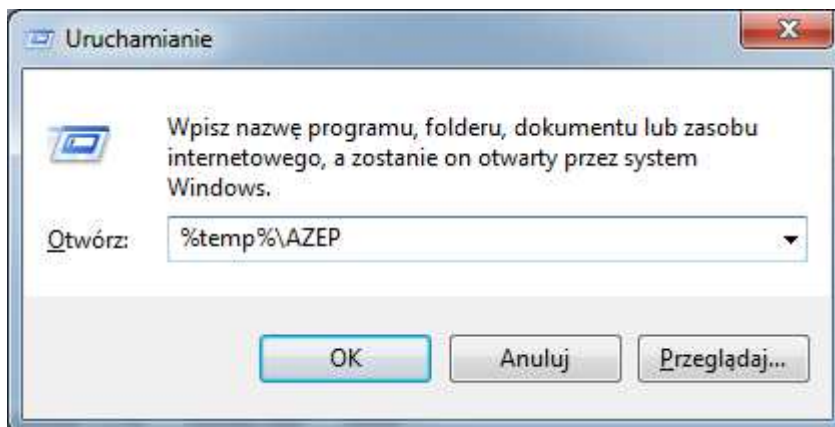 Uruchamianie
Wpisz nazwę programu, folderu, dokumentu lub zasobu
internetowego, a zostanie on otwarty przez system
Windows.
Otwórz: %temp%\AZEP
OK Anuluj Przeglądaj...